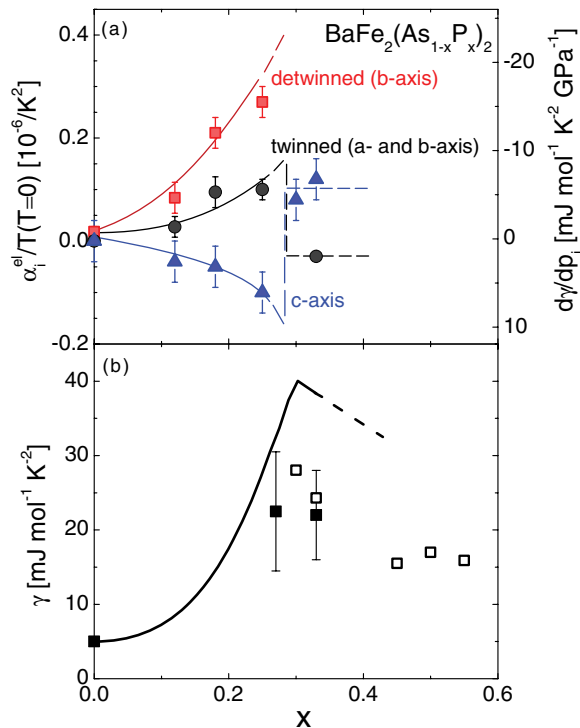 (a)
BaFe₂(As₁₋ₓPₓ)₂
detwinned (b-axis)
twinned (a- and b-axis)
c-axis
αᵢᵉˡ/T(T=0) [10⁻⁶/K²]
0.4
0.2
0.0
-0.2
dγ/dpᵢ [mJ mol⁻¹ K⁻² GPa⁻¹]
-20
-10
0
10
(b)
γ [mJ mol⁻¹ K⁻²]
40
30
20
10
0
0.0 0.2 0.4 0.6
x